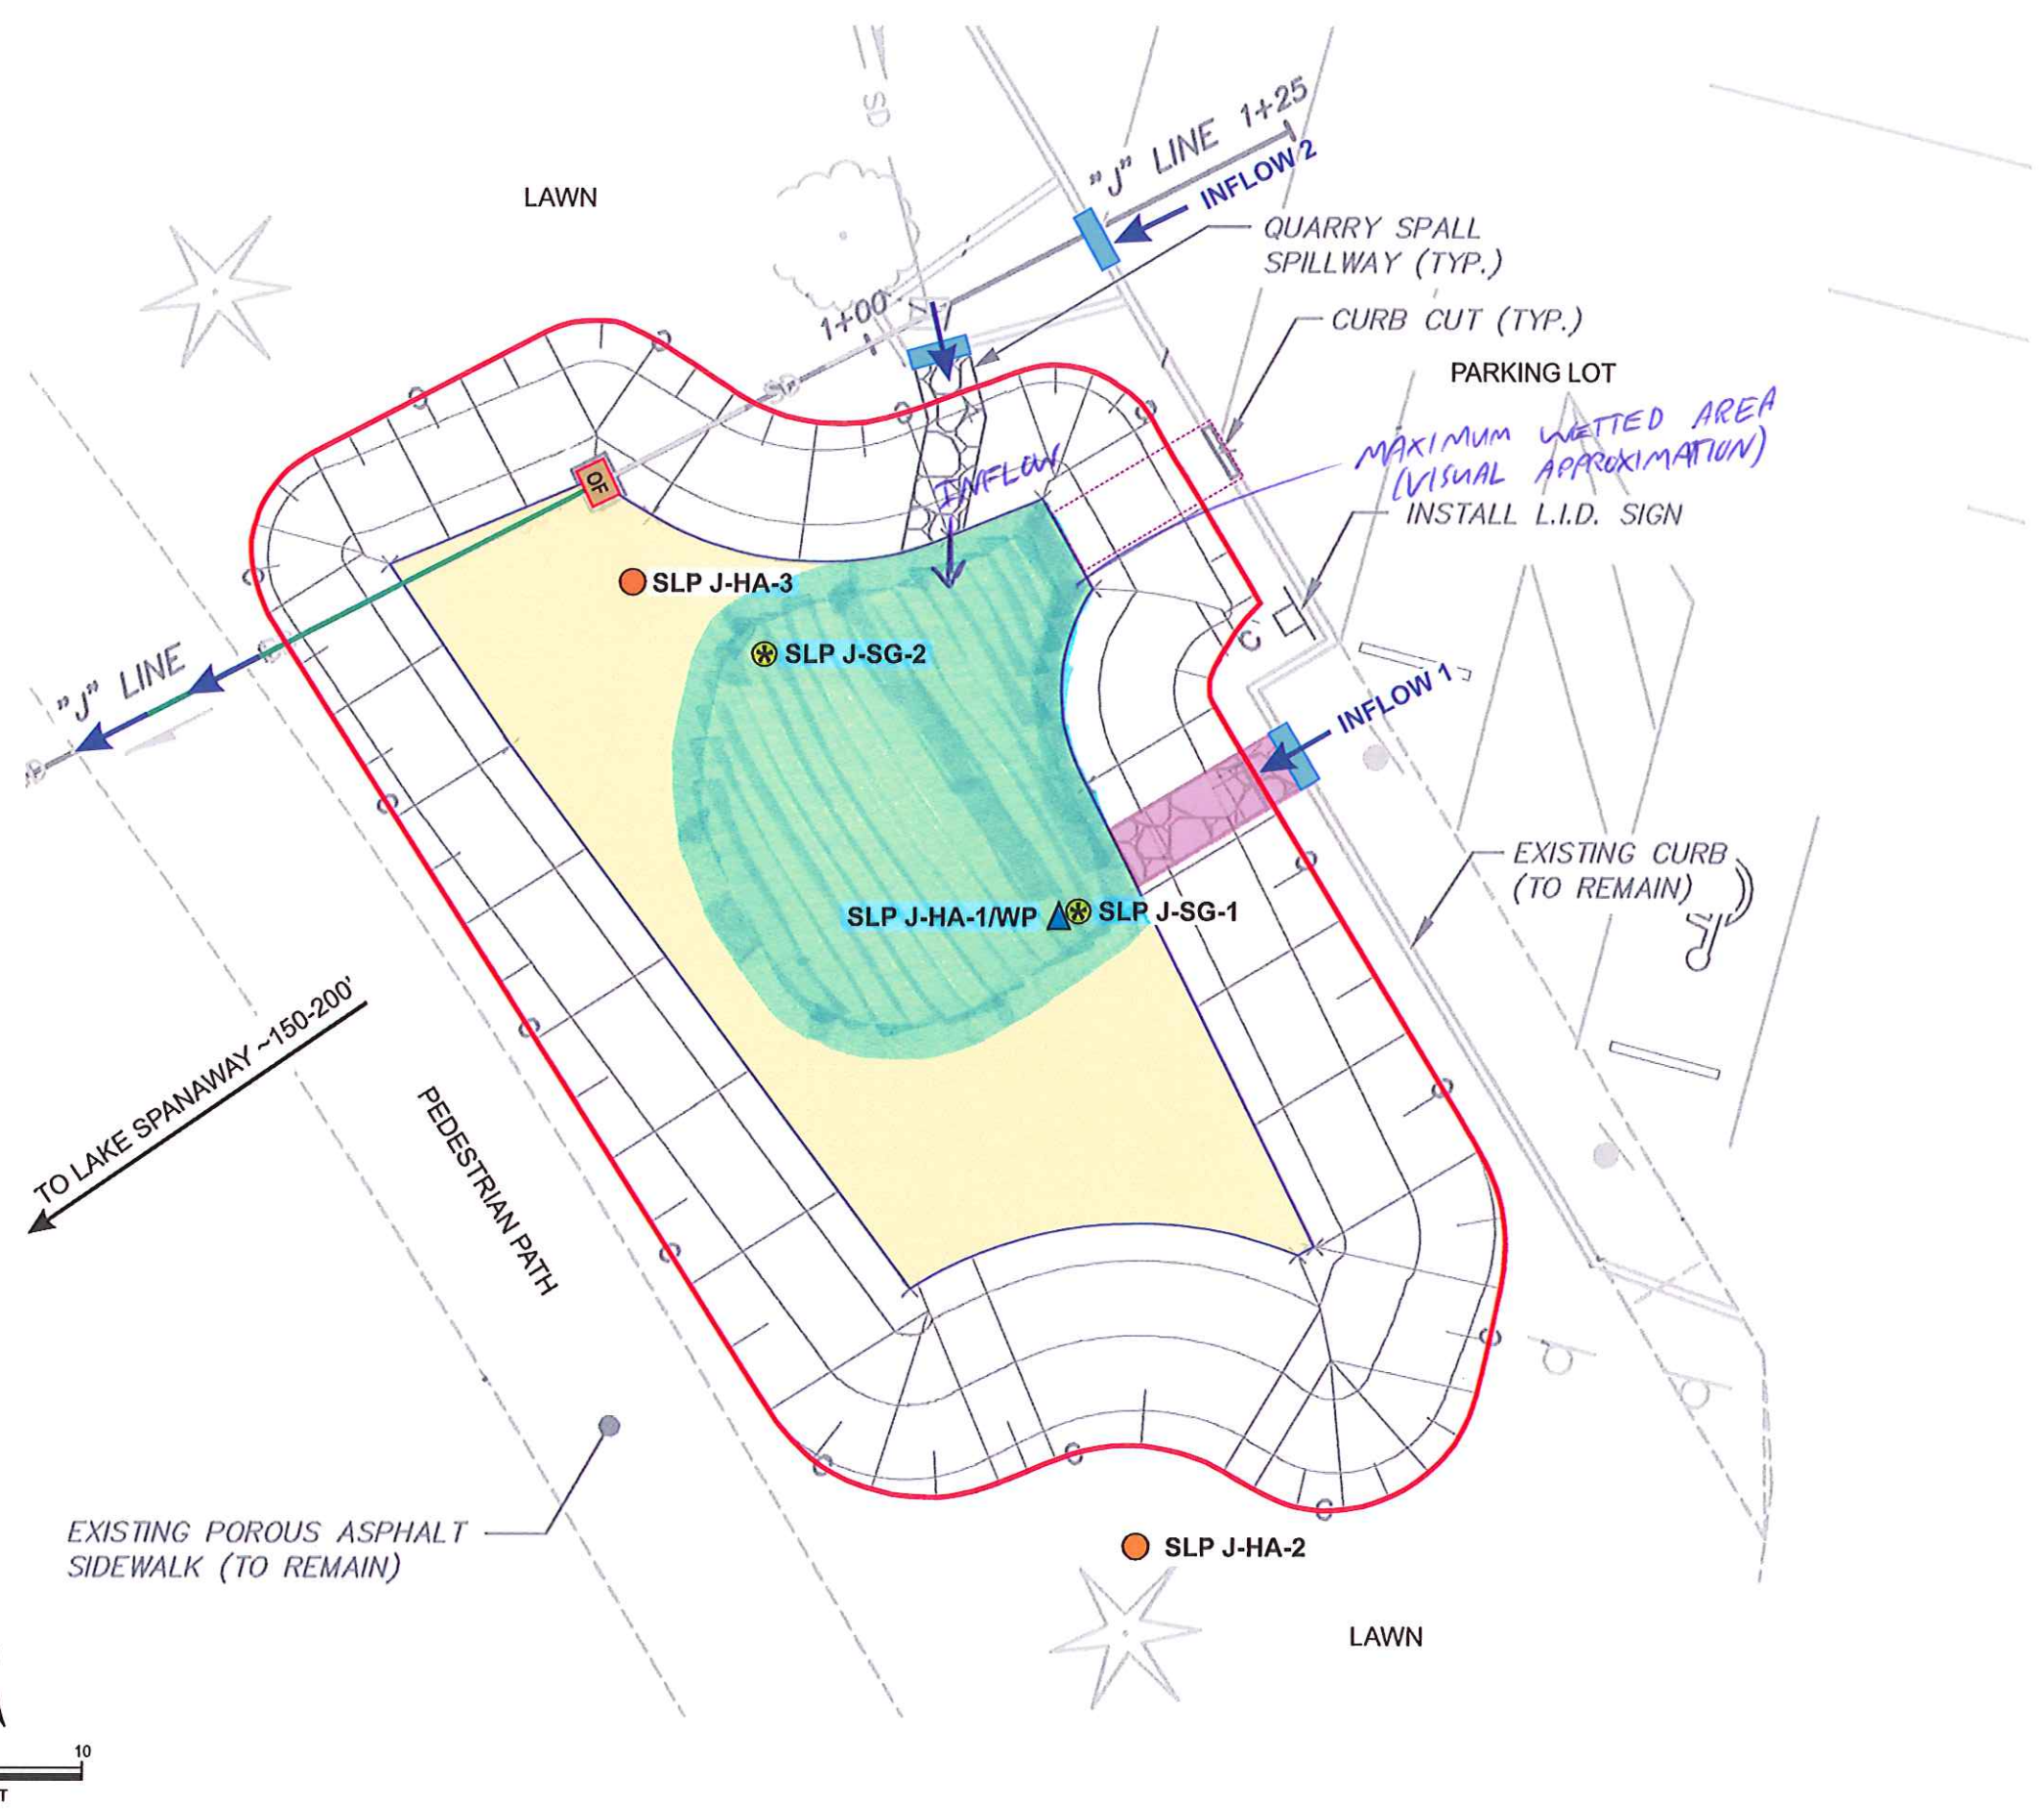 SD
"J" LINE 1+25
INFLOW 2
LAWN
QUARRY SPALL
SPILLWAY (TYP.)
1+00
CURB CUT (TYP.)
PARKING LOT
MAXIMUM WETTED AREA
(VISUAL APPROXIMATION)
INFLOW
OF
INSTALL L.I.D. SIGN
SLP J-HA-3
SLP J-SG-2
"J" LINE
INFLOW 1
EXISTING CURB
(TO REMAIN)
SLP J-HA-1/WP
SLP J-SG-1
TO LAKE SPANAWAY ~150-200'
PEDESTRIAN PATH
EXISTING POROUS ASPHALT
SIDEWALK (TO REMAIN)
SLP J-HA-2
LAWN
10